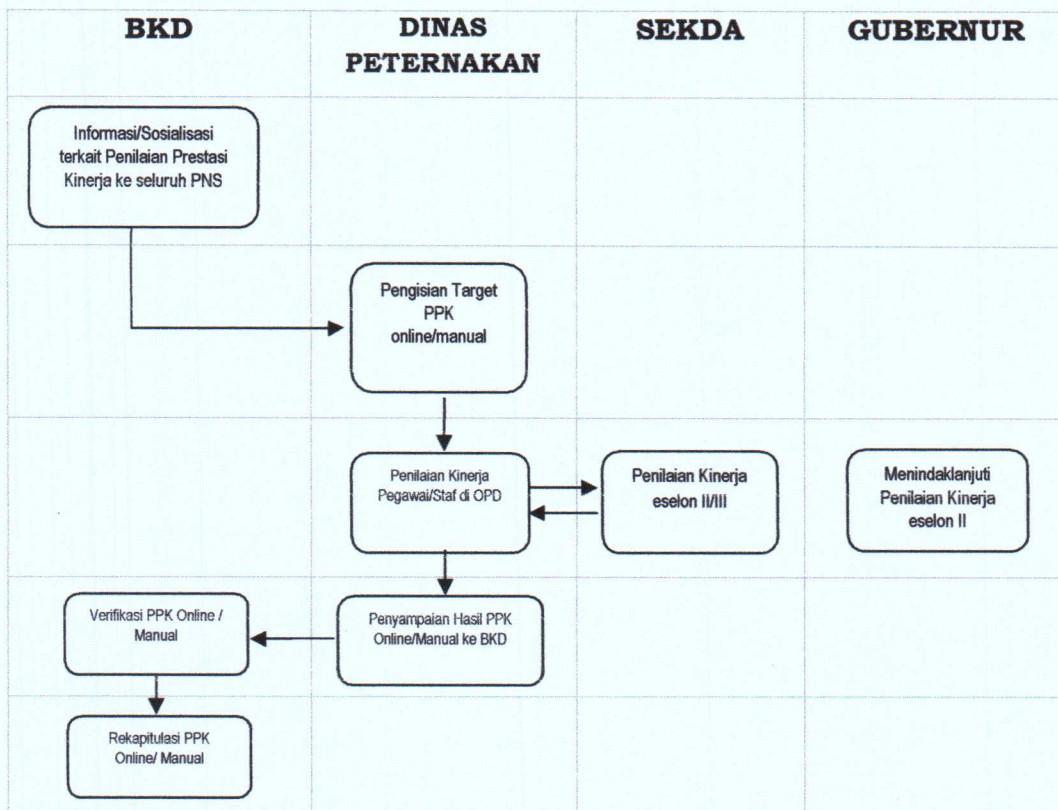 BKD
DINAS
PETERNAKAN
SEKDA
GUBERNUR
Informasi/Sosialisasi
terkait Penilaian Prestasi
Kinerja ke seluruh PNS
Pengisian Target
PPK
online/manual
Penilaian Kinerja
Pegawai/Staf di OPD
Penilaian Kinerja
eselon II/III
Menindaklanjuti
Penilaian Kinerja
eselon II
Verifikasi PPK Online /
Manual
Penyampaian Hasil PPK
Online/Manual ke BKD
Rekapitulasi PPK
Online/ Manual